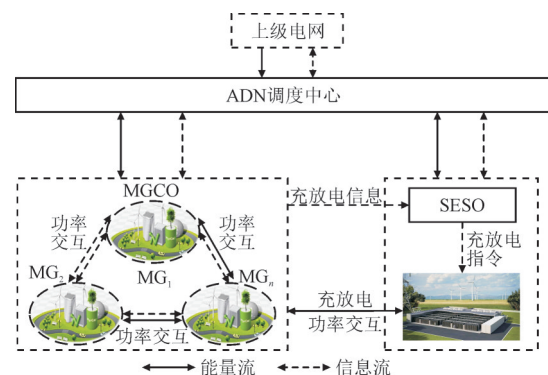 上级电网
ADN调度中心
MGCO
充放电信息
SESO
功率
交互
功率
交互
充放电
指令
MG₂
MG₁
MGₙ
充放电
功率交互
功率交互
能量流
信息流